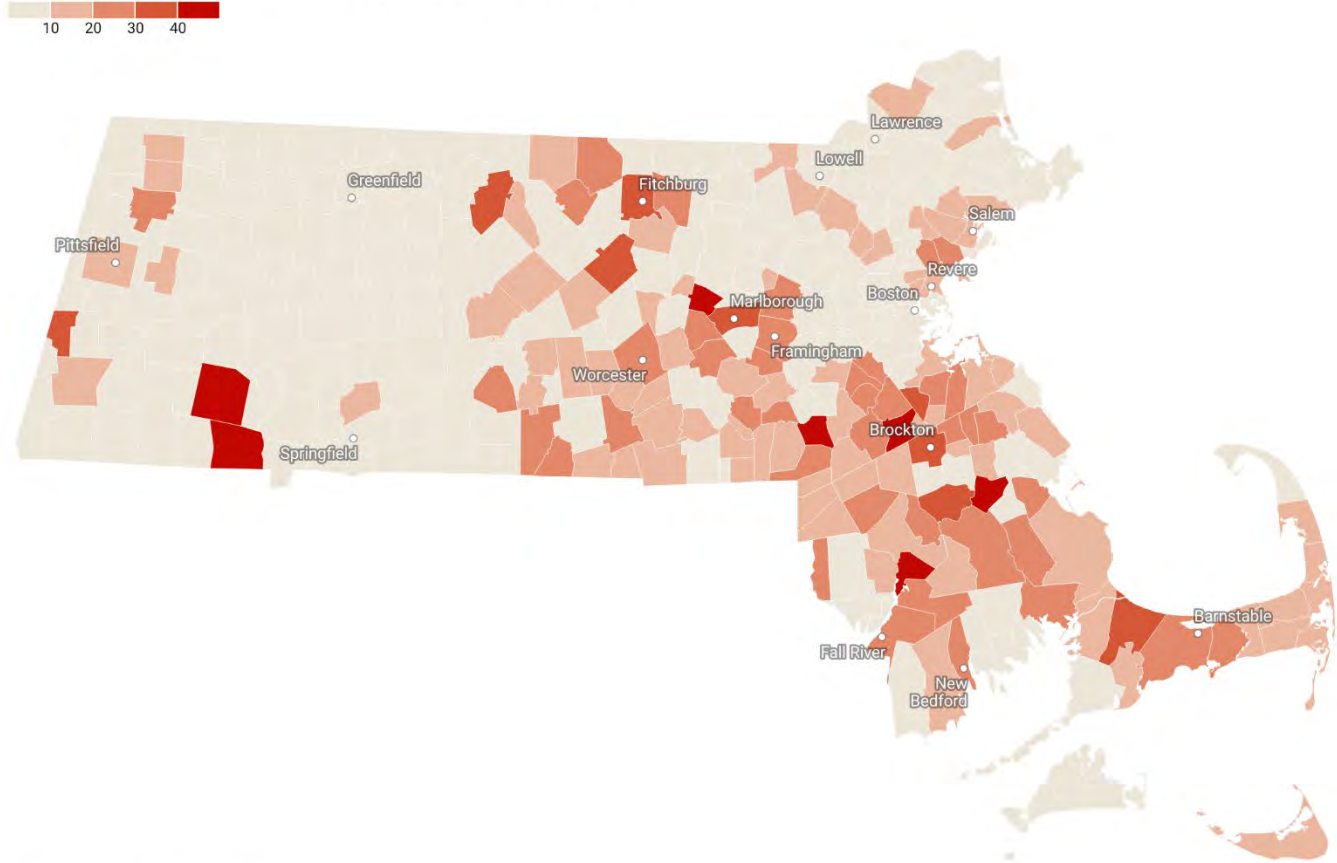 10 20 30 40
Lawrence
Lowell
Greenfield
Fitchburg
Salem
Pittsfield
Revere
Boston
Marlborough
Framingham
Worcester
Brockton
Springfield
Barnstable
Fall River
New
Bedford